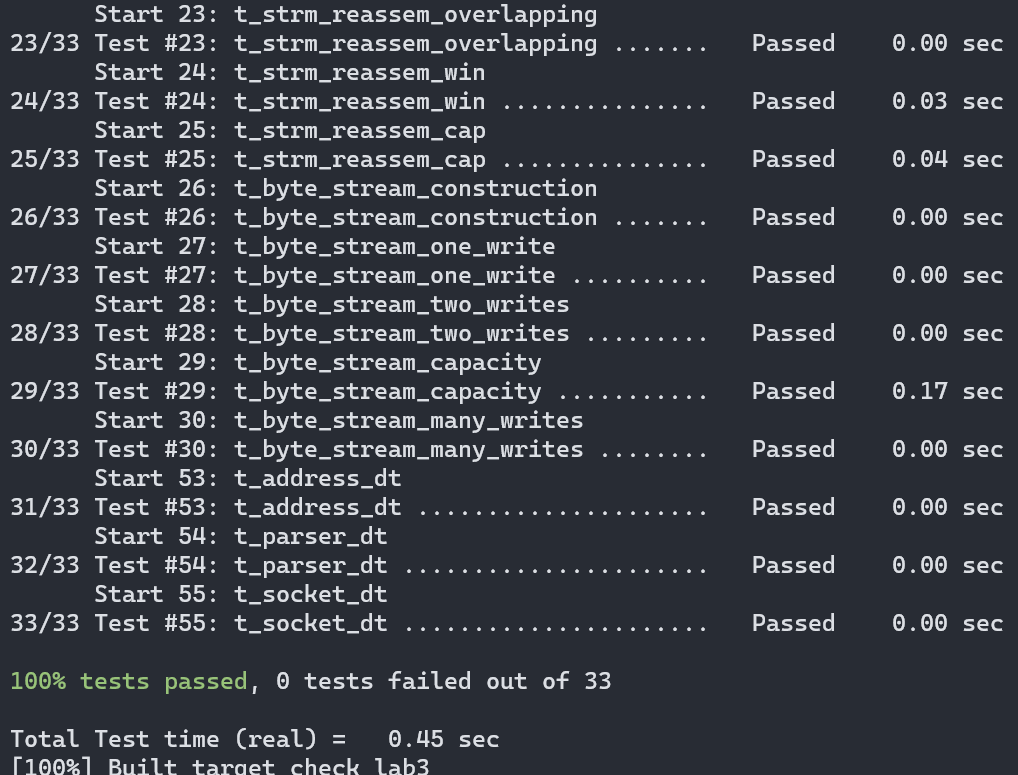 Start 23: t_strm_reassem_overlapping
23/33 Test #23: t_strm_reassem_overlapping .......   Passed    0.00 sec
      Start 24: t_strm_reassem_win
24/33 Test #24: t_strm_reassem_win ...............   Passed    0.03 sec
      Start 25: t_strm_reassem_cap
25/33 Test #25: t_strm_reassem_cap ...............   Passed    0.04 sec
      Start 26: t_byte_stream_construction
26/33 Test #26: t_byte_stream_construction .......   Passed    0.00 sec
      Start 27: t_byte_stream_one_write
27/33 Test #27: t_byte_stream_one_write ..........   Passed    0.00 sec
      Start 28: t_byte_stream_two_writes
28/33 Test #28: t_byte_stream_two_writes .........   Passed    0.00 sec
      Start 29: t_byte_stream_capacity
29/33 Test #29: t_byte_stream_capacity ...........   Passed    0.17 sec
      Start 30: t_byte_stream_many_writes
30/33 Test #30: t_byte_stream_many_writes ........   Passed    0.00 sec
      Start 53: t_address_dt
31/33 Test #53: t_address_dt .....................   Passed    0.00 sec
      Start 54: t_parser_dt
32/33 Test #54: t_parser_dt ......................   Passed    0.00 sec
      Start 55: t_socket_dt
33/33 Test #55: t_socket_dt ......................   Passed    0.00 sec

100% tests passed, 0 tests failed out of 33

Total Test time (real) =   0.45 sec
[100%] Built target check_lab3